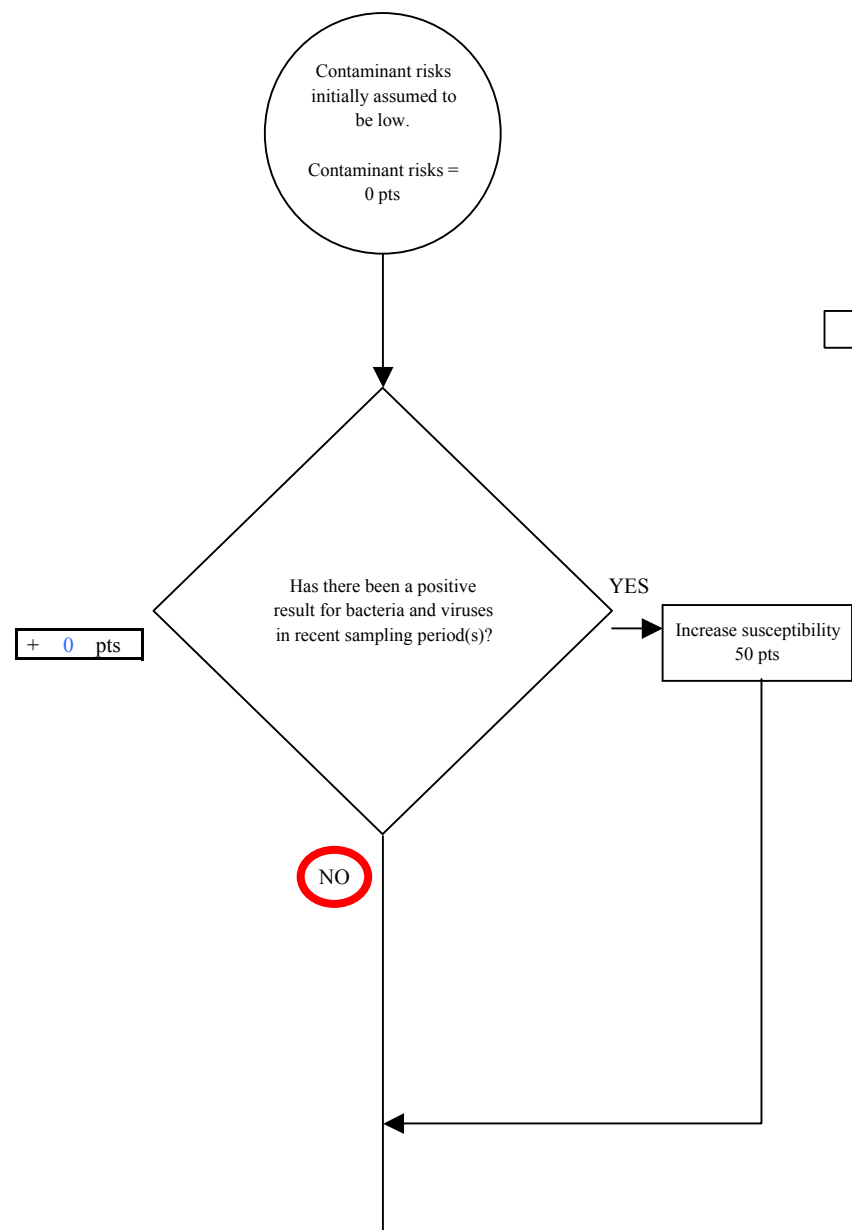 Contaminant risks
initially assumed to
be low.
Contaminant risks =
0 pts
Has there been a positive
result for bacteria and viruses
in recent sampling period(s)?
YES
Increase susceptibility
50 pts
+ 0 pts
NO